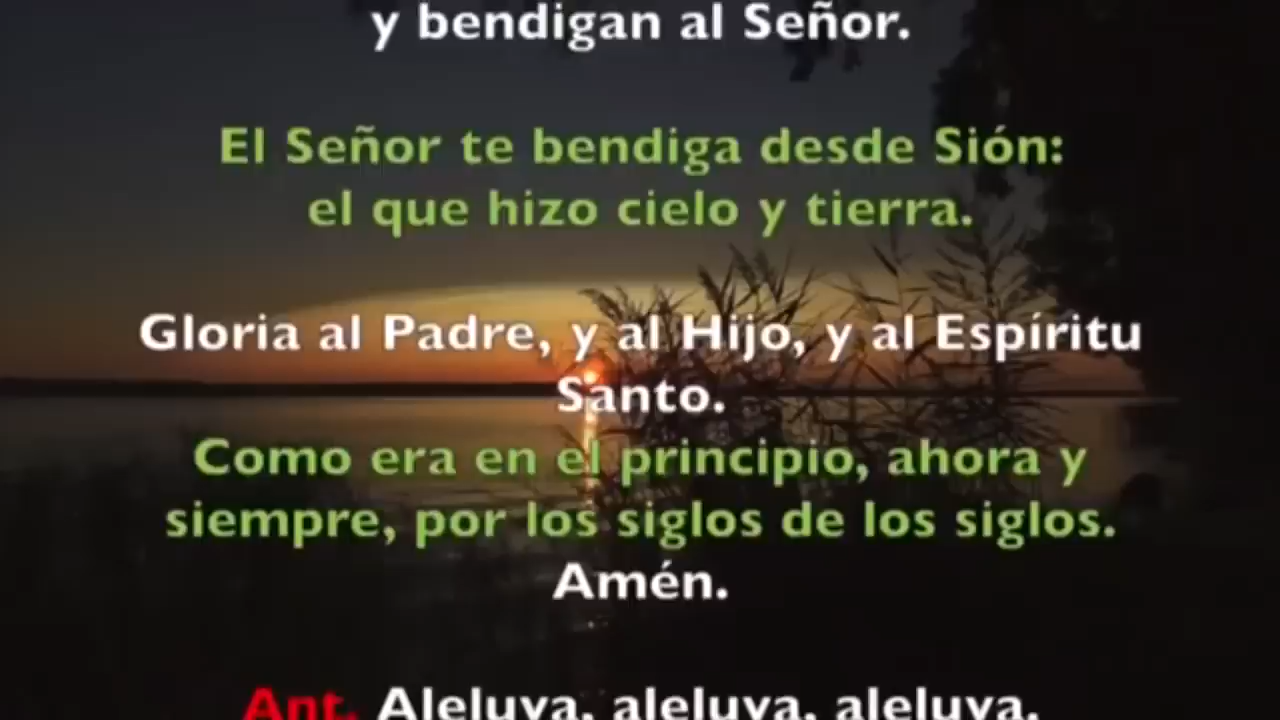 y bendigan al Señor.
El Señor te bendiga desde Sión:
el que hizo cielo y tierra.
Gloria al Padre, y al Hijo, y al Espíritu
Santo.
Como era en el principio, ahora y
siempre, por los siglos de los siglos.
Amén.
Ant. Aleluya, aleluya, aleluya.